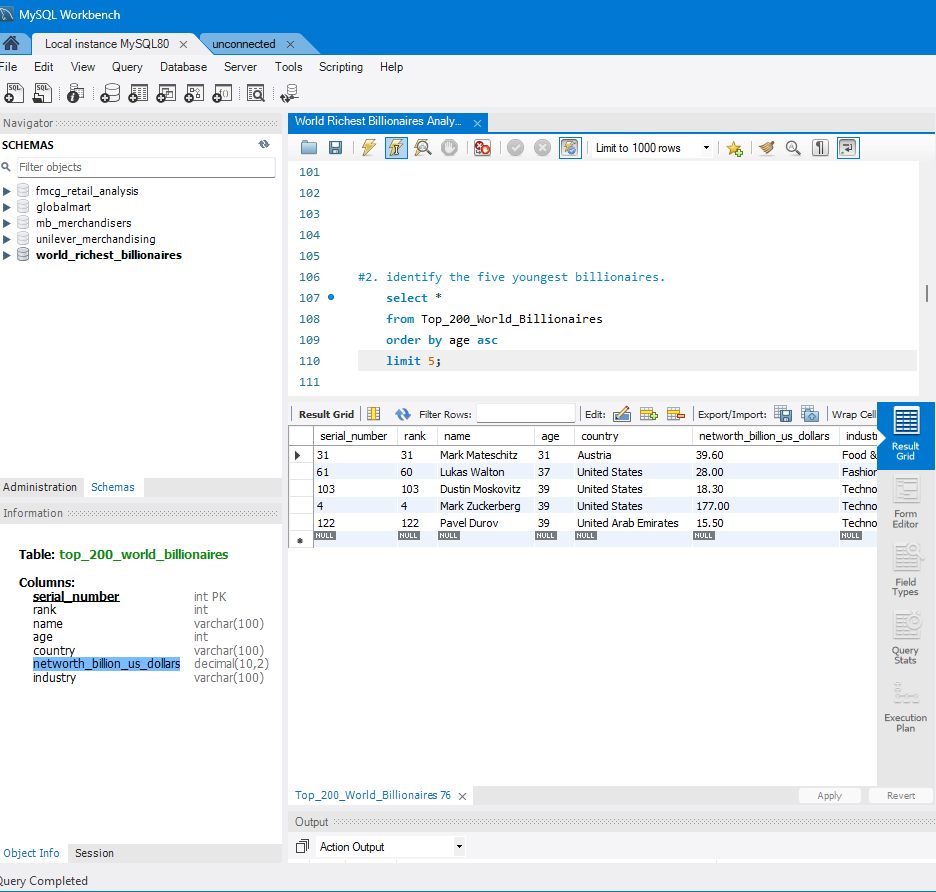 MySQL Workbench
Local instance MySQL80 unconnected
File Edit View Query Database Server Tools Scripting Help
Navigator
SCHEMAS
Filter objects
fmcg_retail_analysis
globalmart
mb_merchandisers
unilever_merchandising
world_richest_billionaires
Administration Schemas
Information
Table: top_200_world_billionaires
Columns:
serial_number int PK
rank int
name varchar(100)
age int
country varchar(100)
networth_billion_us_dollars decimal(10,2)
industry varchar(100)
Object Info Session
Query Completed
World Richest Billionaires Analy...
Limit to 1000 rows
101
102
103
104
105
106 #2. identify the five youngest billionaires.
107 select *
108 from Top_200_World_Billionaires
109 order by age asc
110 limit 5;
111
Result Grid Filter Rows: Edit: Export/Import: Wrap Cell
serial_number rank name age country networth_billion_us_dollars industr
31 31 Mark Mateschitz 31 Austria 39.60 Food &
61 60 Lukas Walton 37 United States 28.00 Fashion
103 103 Dustin Moskovitz 39 United States 18.30 Techno
4 4 Mark Zuckerberg 39 United States 177.00 Techno
122 122 Pavel Durov 39 United Arab Emirates 15.50 Techno
NULL NULL NULL NULL NULL NULL NULL
Result
Grid
Form
Editor
Field
Types
Query
Stats
Execution
Plan
Top_200_World_Billionaires 76 Apply Revert
Output
Action Output